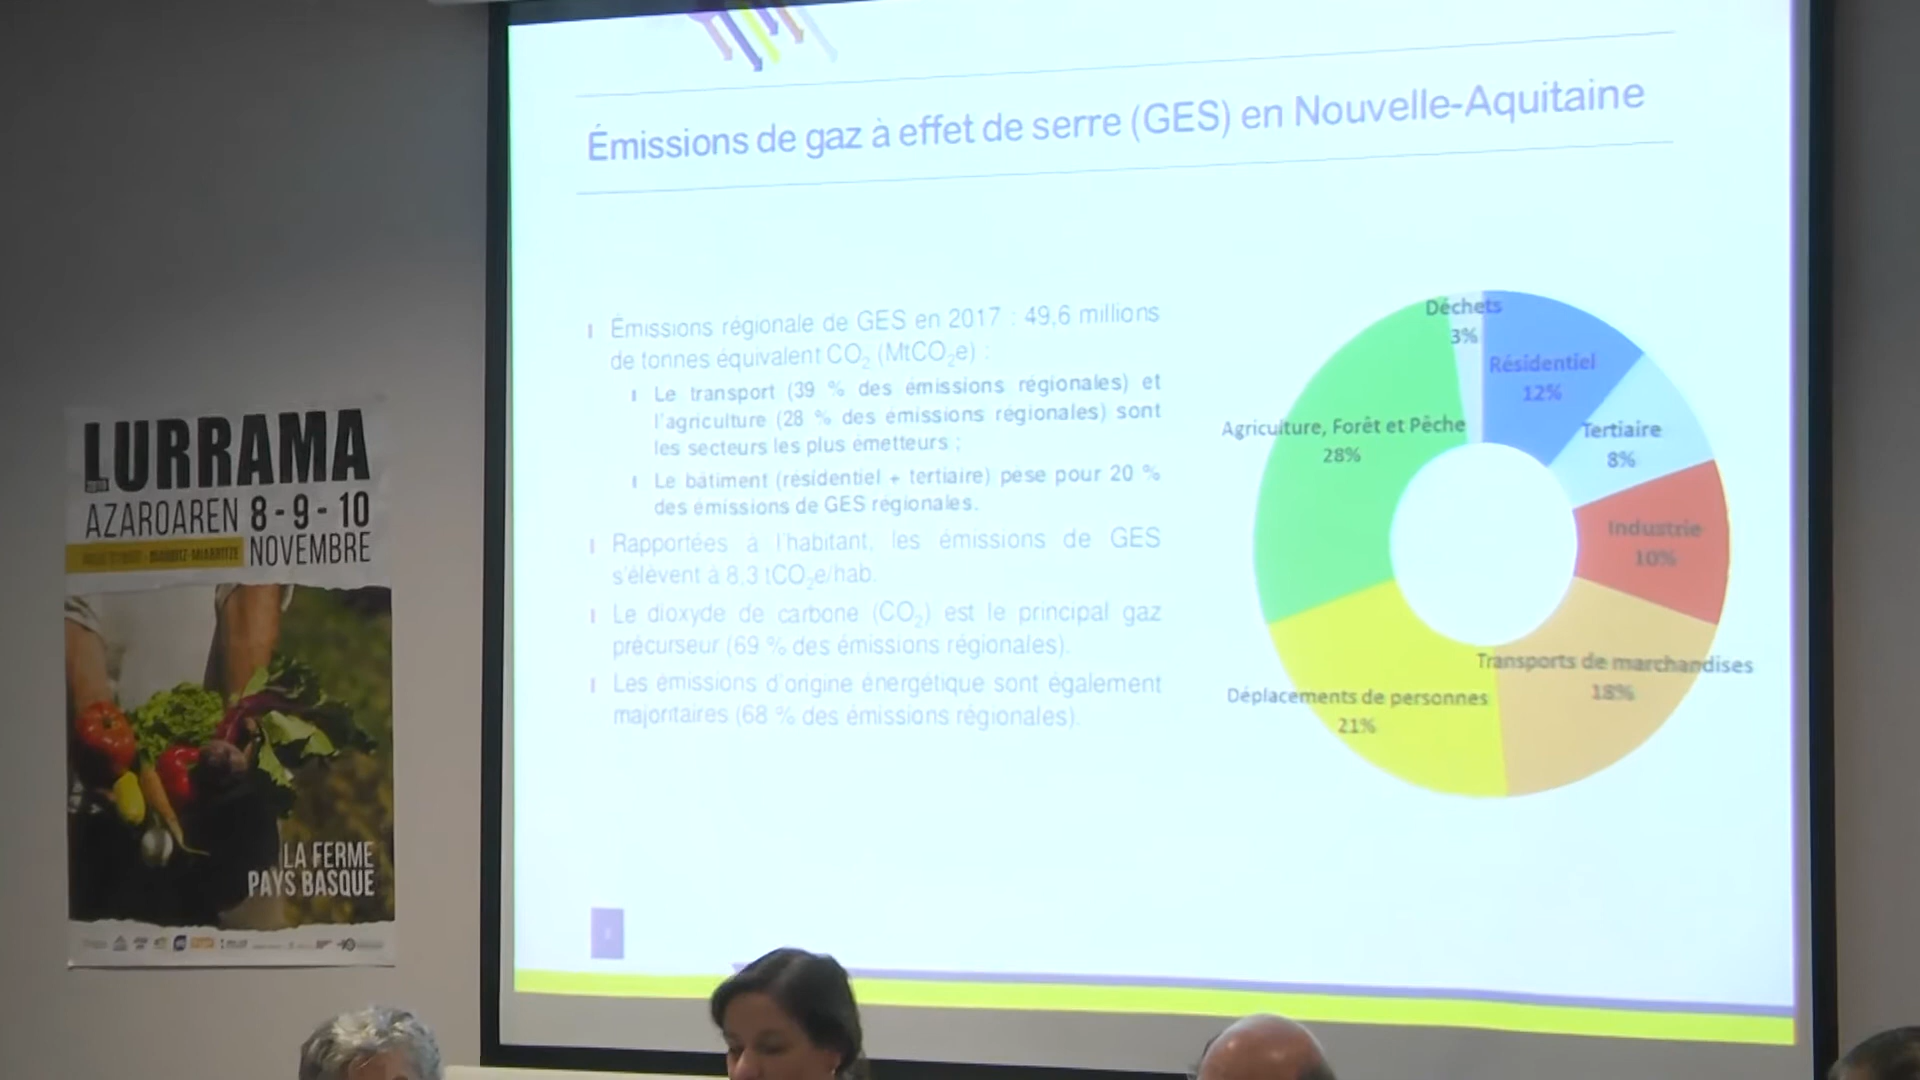 Émissions de gaz à effet de serre (GES) en Nouvelle-Aquitaine
Émissions régionale de GES en 2017 : 49,6 millions
de tonnes équivalent CO₂ (MtCO₂e) :
Le transport (39 % des émissions régionales) et
l'agriculture (28 % des émissions régionales) sont
les secteurs les plus émetteurs ;
Le bâtiment (résidentiel + tertiaire) pèse pour 20 %
des émissions de GES régionales.
Rapportées à l'habitant, les émissions de GES
s'élèvent à 8,3 tCO₂e/hab.
Le dioxyde de carbone (CO₂) est le principal gaz
précurseur (69 % des émissions régionales).
Les émissions d'origine énergétique sont également
majoritaires (68 % des émissions régionales).
Déchets
3%
Résidentiel
12%
Tertiaire
8%
Industrie
10%
Transports de marchandises
18%
Déplacements de personnes
21%
Agriculture, Forêt et Pêche
28%
LURRAMA
AZAROAREN 8 - 9 - 10
NOVEMBRE
LA FERME
PAYS BASQUE